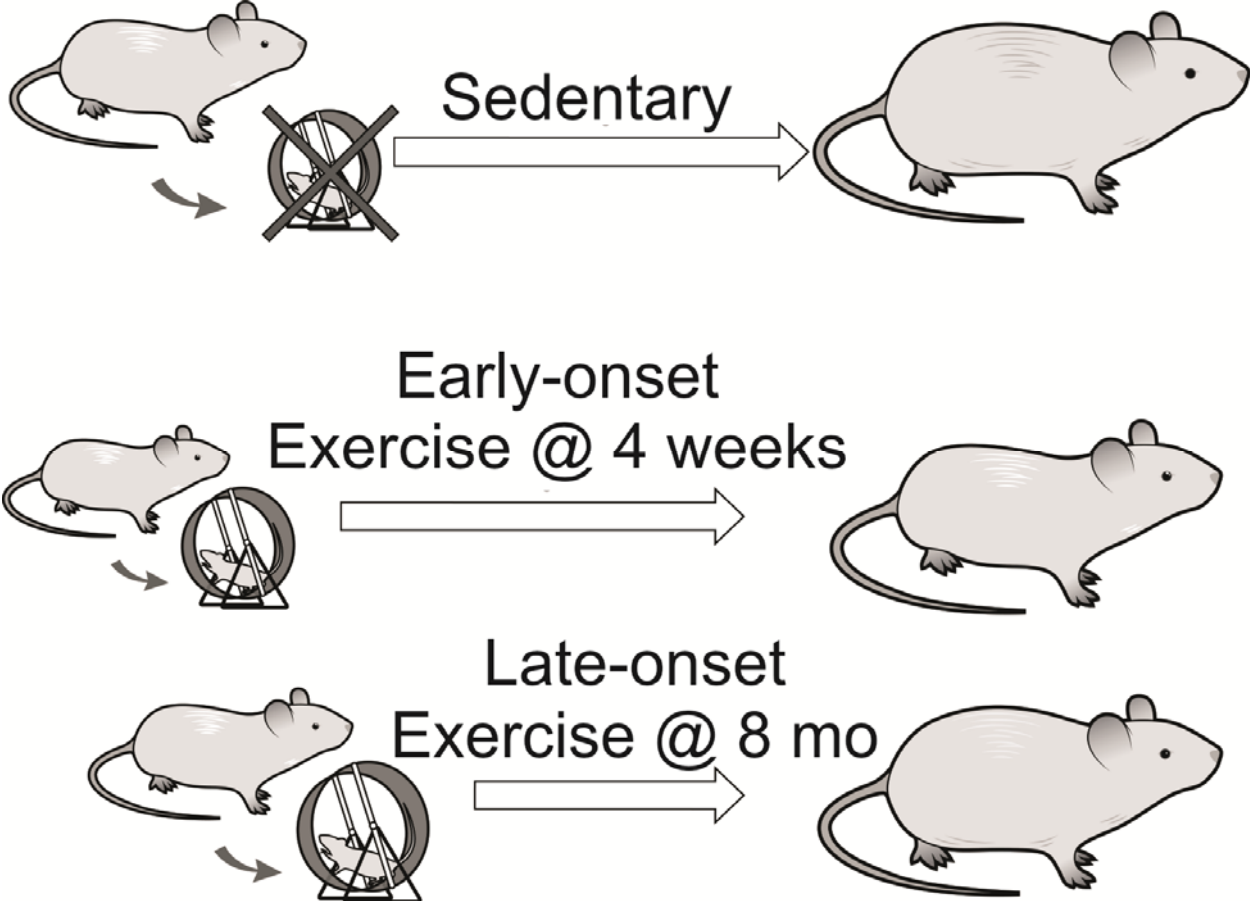 Sedentary
Early-onset
Exercise @ 4 weeks
Late-onset
Exercise @ 8 mo